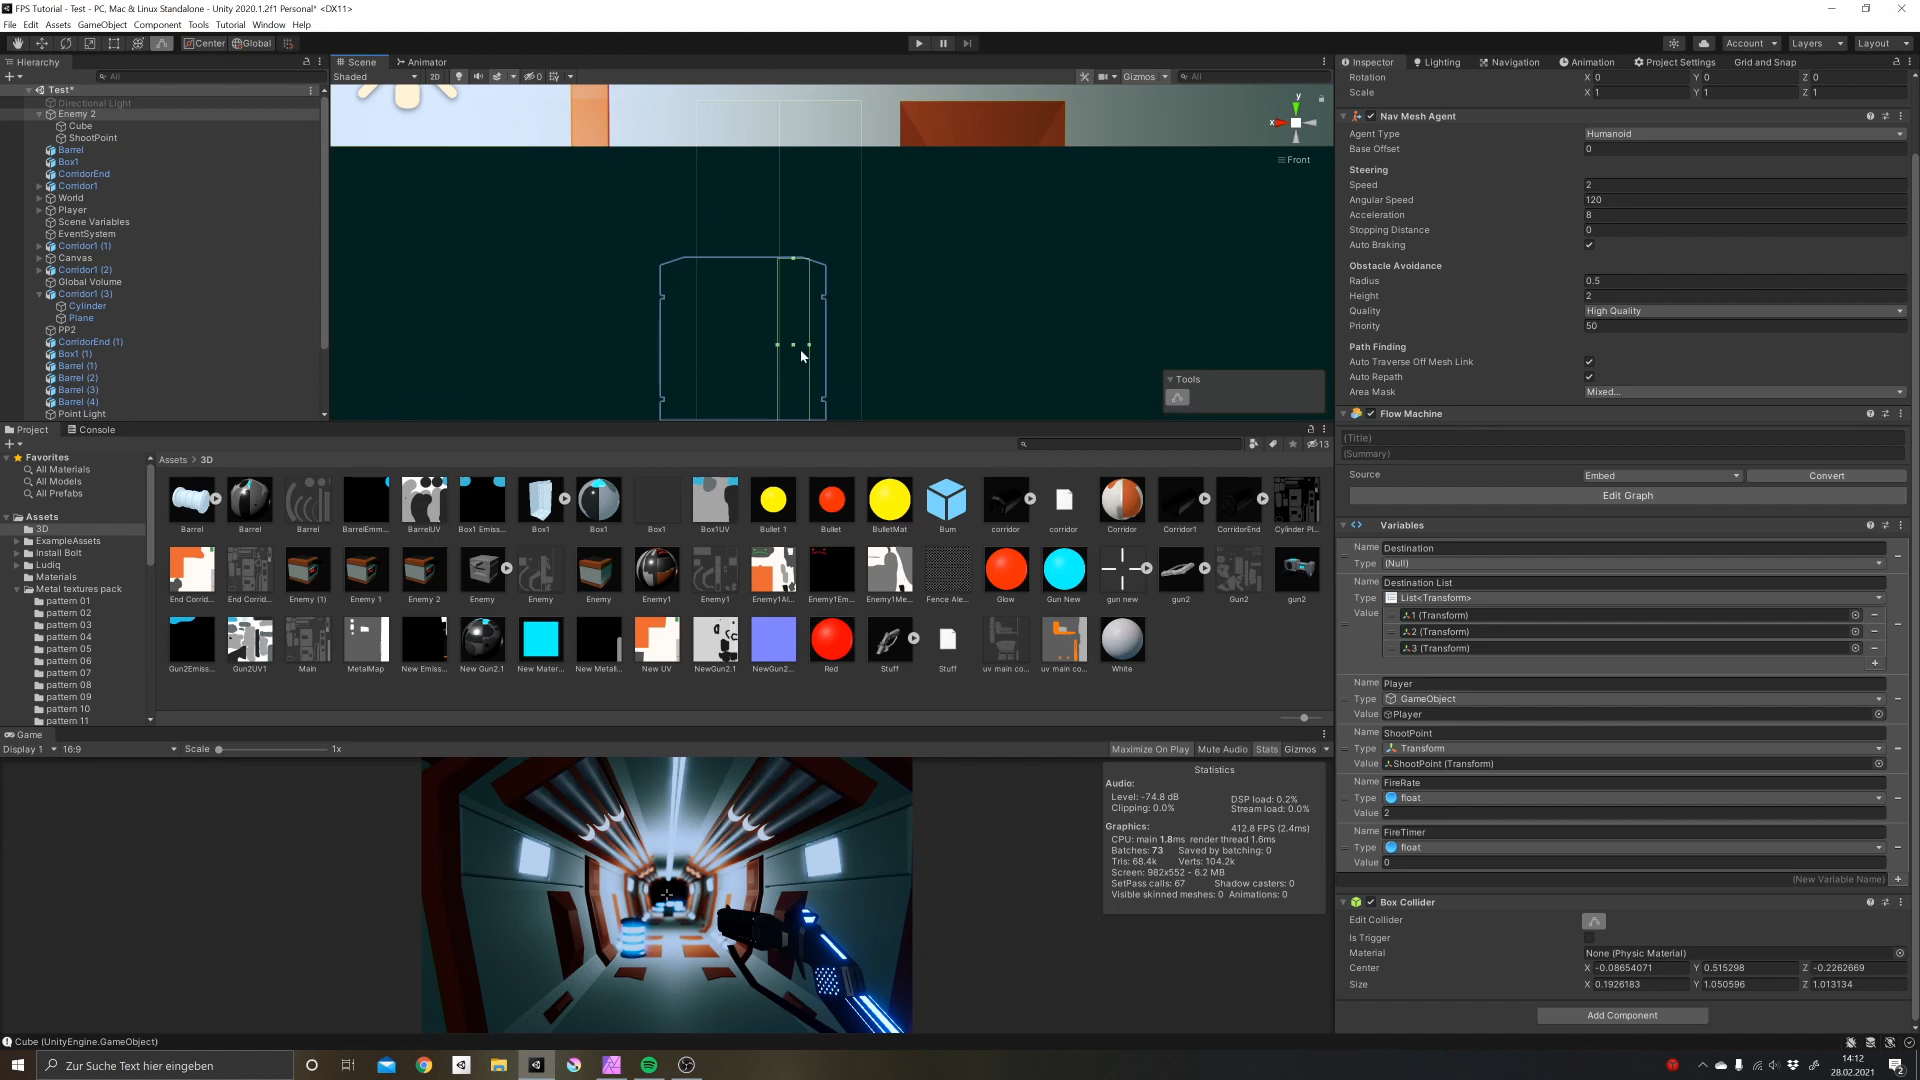 FPS Tutorial - Test - PC, Mac & Linux Standalone - Unity 2020.1.2f1 Personal* <DX11>
File Edit Assets GameObject Component Tools Tutorial Window Help
Center Global Account Layers Layout
Hierarchy
All
Test*
Directional Light
Enemy 2
Cube
ShootPoint
Barrel
Box1
CorridorEnd
Corridor1
World
Player
Scene Variables
EventSystem
Corridor1 (1)
Canvas
Corridor1 (2)
Global Volume
Corridor1 (3)
Cylinder
Plane
PP2
CorridorEnd (1)
Box1 (1)
Barrel (1)
Barrel (2)
Barrel (3)
Barrel (4)
Point Light
Scene Animator
Shaded 2D 0 Gizmos All
y
x
Front
Tools
Project Console
13
Favorites
All Materials
All Models
All Prefabs
Assets
3D
ExampleAssets
Install Bolt
Ludiq
Materials
Metal textures pack
pattern 01
pattern 02
pattern 03
pattern 04
pattern 05
pattern 06
pattern 07
pattern 08
pattern 09
pattern 10
pattern 11
Assets > 3D
Barrel Barrel Barrel BarrelEmm... BarrelUV Box1 Emiss... Box1 Box1 Box1 Box1UV Bullet 1 Bullet BulletMat Bum corridor corridor Corridor Corridor1 CorridorEnd Cylinder Pl...
End Corrid... End Corrid... Enemy (1) Enemy 1 Enemy 2 Enemy Enemy Enemy Enemy1 Enemy1 Enemy1Al... Enemy1Em... Enemy1Me... Fence Ale... Glow Gun New gun new gun2 Gun2 gun2
Gun2Emiss... Gun2UV1 Main MetalMap New Emiss... New Gun2.1 New Mater... New Metall... New UV NewGun2.1 NewGun2... Red Stuff Stuff uv main co... uv main co... White
Game
Display 1 16:9 Scale 1x Maximize On Play Mute Audio Stats Gizmos
Statistics
Audio:
Level: -74.8 dB DSP load: 0.2%
Clipping: 0.0% Stream load: 0.0%
Graphics: 412.8 FPS (2.4ms)
CPU: main 1.8ms render thread 1.6ms
Batches: 73 Saved by batching: 0
Tris: 68.4k Verts: 104.2k
Screen: 982x552 - 6.2 MB
SetPass calls: 67 Shadow casters: 0
Visible skinned meshes: 0 Animations: 0
Inspector Lighting Navigation Animation Project Settings Grid and Snap
Rotation X 0 Y 0 Z 0
Scale X 1 Y 1 Z 1
Nav Mesh Agent
Agent Type Humanoid
Base Offset 0
Steering
Speed 2
Angular Speed 120
Acceleration 8
Stopping Distance 0
Auto Braking
Obstacle Avoidance
Radius 0.5
Height 2
Quality High Quality
Priority 50
Path Finding
Auto Traverse Off Mesh Link
Auto Repath
Area Mask Mixed...
Flow Machine
(Title)
(Summary)
Source Embed Convert
Edit Graph
Variables
Name Destination
Type (Null)
Name Destination List
Type List<Transform>
Value 1 (Transform)
2 (Transform)
3 (Transform)
Name Player
Type GameObject
Value Player
Name ShootPoint
Type Transform
Value ShootPoint (Transform)
Name FireRate
Type float
Value 2
Name FireTimer
Type float
Value 0
(New Variable Name)
Box Collider
Edit Collider
Is Trigger
Material None (Physic Material)
Center X -0.08654071 Y 0.515298 Z -0.2262669
Size X 0.1926183 Y 1.050596 Z 1.013134
Add Component
Cube (UnityEngine.GameObject)
Zur Suche Text hier eingeben
14:12
28.02.2021
2